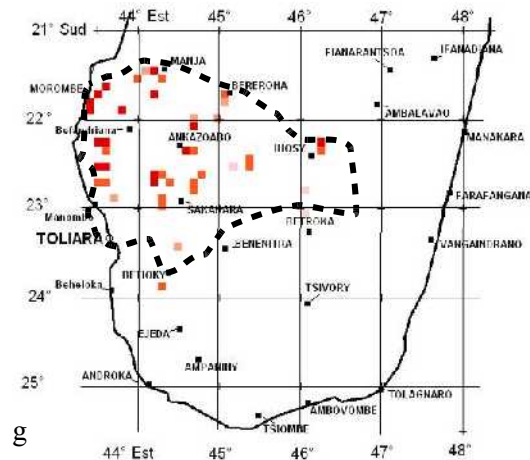 44° Est 45° 46° 47° 48°
21° Sud
FIANARANTSOA IFANADIANA
MANJA
MOROMBE BEREROHA
AMBALAVAO
22°
Befandriana ANKAZOABO IHOSY MANAKARA
SAKARAHA FARAFANGANA
23°
Manombo BETROKA
TOLIARA BENENITRA VANGAINDRANO
BETIOKY
Beheloka TSIVORY
24°
EJEDA
AMPANIHY
ANDROKA
25°
TOLAGNARO
AMBOVOMBE
TSIOMBE
g
44° Est 45° 46° 47° 48°